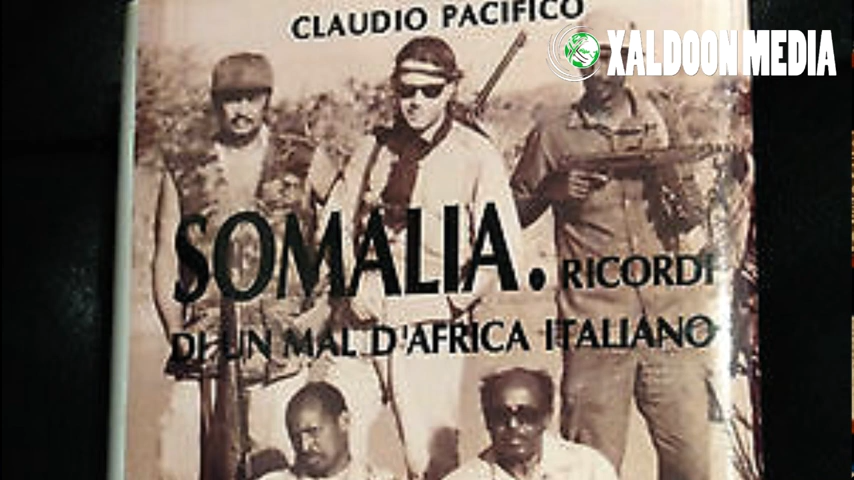 CLAUDIO PACIFICO
XALDOON MEDIA
SOMALIA. RICORDI
DI UN MAL D'AFRICA ITALIANO